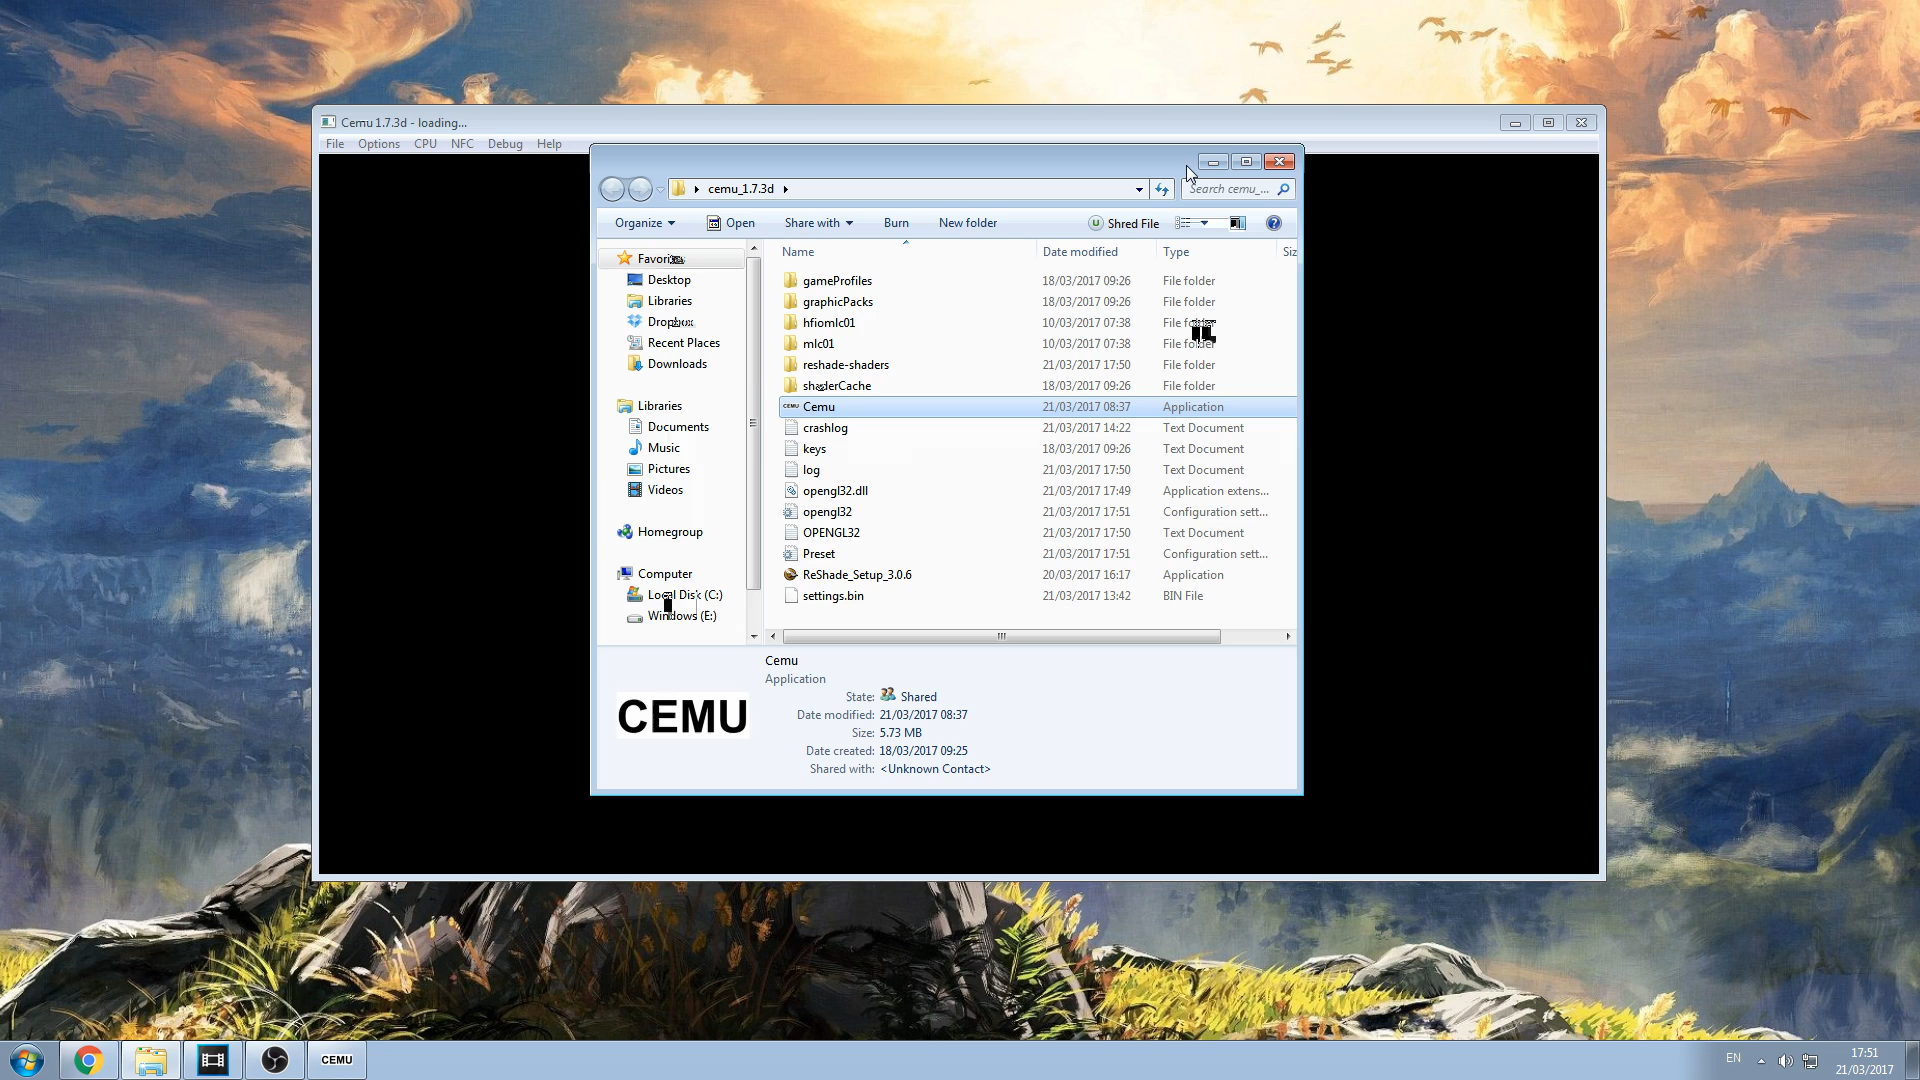 Cemu 1.7.3d - loading...
File Options CPU NFC Debug Help
cemu_1.7.3d
Search cemu_...
Organize Open Share with Burn New folder Shred File
Name Date modified Type Siz
Favorites
Desktop
Libraries
Dropbox
Recent Places
Downloads
Libraries
Documents
Music
Pictures
Videos
Homegroup
Computer
Local Disk (C:)
Windows (E:)
gameProfiles 18/03/2017 09:26 File folder
graphicPacks 18/03/2017 09:26 File folder
hfiomlc01 10/03/2017 07:38 File folder
mlc01 10/03/2017 07:38 File folder
reshade-shaders 21/03/2017 17:50 File folder
shaderCache 18/03/2017 09:26 File folder
CEMU Cemu 21/03/2017 08:37 Application
crashlog 21/03/2017 14:22 Text Document
keys 18/03/2017 09:26 Text Document
log 21/03/2017 17:50 Text Document
opengl32.dll 21/03/2017 17:49 Application extens...
opengl32 21/03/2017 17:51 Configuration sett...
OPENGL32 21/03/2017 17:50 Text Document
Preset 21/03/2017 17:51 Configuration sett...
ReShade_Setup_3.0.6 20/03/2017 16:17 Application
settings.bin 21/03/2017 13:42 BIN File
CEMU
Cemu
Application
State: Shared
Date modified: 21/03/2017 08:37
Size: 5.73 MB
Date created: 18/03/2017 09:25
Shared with: <Unknown Contact>
CEMU
EN
17:51
21/03/2017